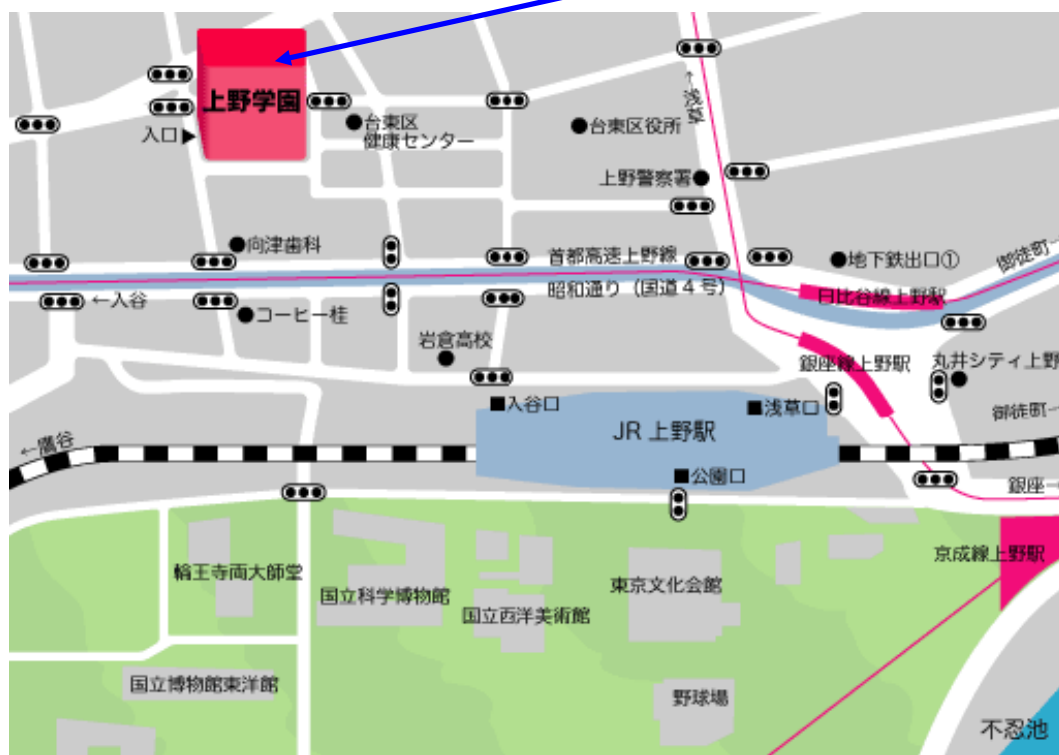 上野学園
入口▶
●台東区
健康センター
●台東区役所
上野警察署●
●向津歯科
首都高速上野線
●地下鉄出口①
御徒町→
←入谷
昭和通り（国道4号）
日比谷線上野駅
●コーヒー桂
岩倉高校
銀座線上野駅
丸井シティ上野
■入谷口
■浅草口
御徒町→
JR 上野駅
←鷹谷
■公園口
銀座→
京成線上野駅
輪王寺両大師堂
国立科学博物館
国立西洋美術館
東京文化会館
国立博物館東洋館
野球場
不忍池